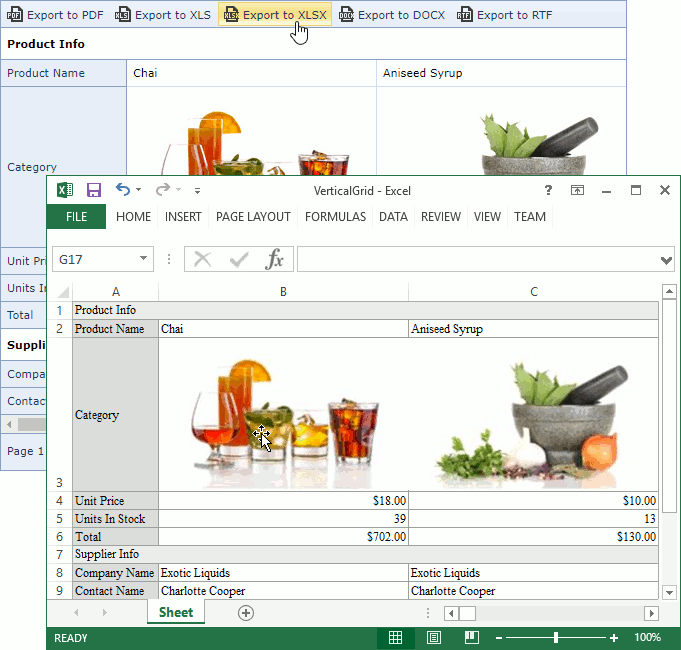 Export to PDF Export to XLS Export to XLSX Export to DOCX Export to RTF
Product Info
Product Name Chai Aniseed Syrup
Category
Unit Pri
Units I
Total
Suppli
Compa
Contac
Page 1
VerticalGrid - Excel
FILE HOME INSERT PAGE LAYOUT FORMULAS DATA REVIEW VIEW TEAM
G17 fx
A B C
1 Product Info
2 Product Name Chai Aniseed Syrup
3 Category
4 Unit Price $18.00 $10.00
5 Units In Stock 39 13
6 Total $702.00 $130.00
7 Supplier Info
8 Company Name Exotic Liquids Exotic Liquids
9 Contact Name Charlotte Cooper Charlotte Cooper
Sheet
READY 100%